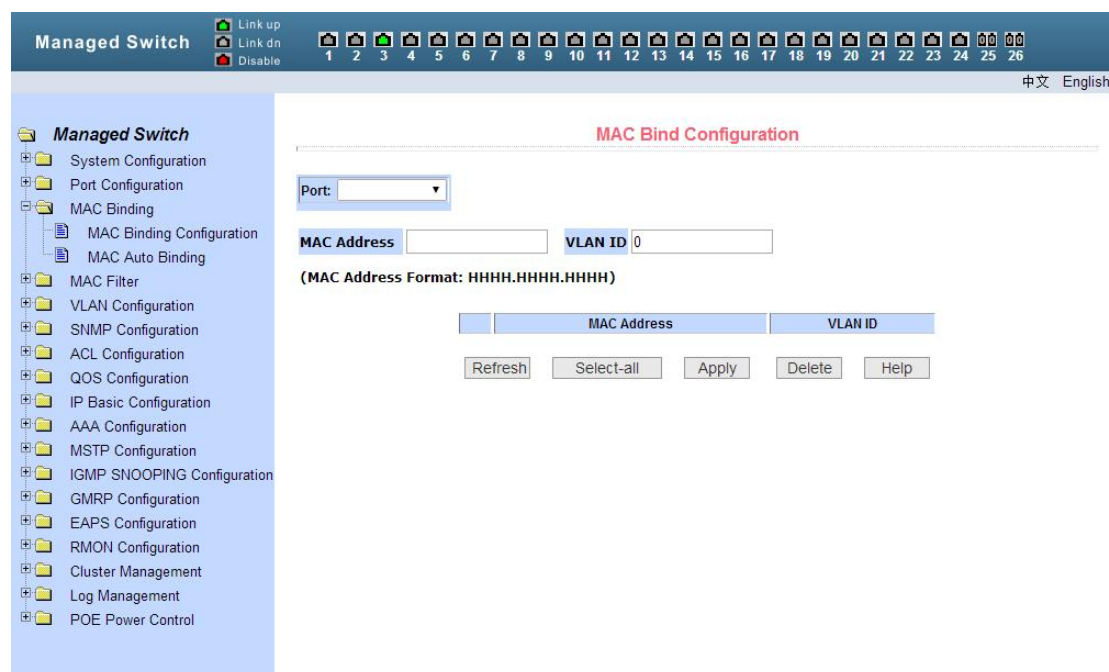 Managed Switch
Link up
Link dn
Disable
1 2 3 4 5 6 7 8 9 10 11 12 13 14 15 16 17 18 19 20 21 22 23 24 25 26
中文 English
Managed Switch
System Configuration
Port Configuration
MAC Binding
MAC Binding Configuration
MAC Auto Binding
MAC Filter
VLAN Configuration
SNMP Configuration
ACL Configuration
QOS Configuration
IP Basic Configuration
AAA Configuration
MSTP Configuration
IGMP SNOOPING Configuration
GMRP Configuration
EAPS Configuration
RMON Configuration
Cluster Management
Log Management
POE Power Control
MAC Bind Configuration
Port:
MAC Address VLAN ID 0
(MAC Address Format: HHHH.HHHH.HHHH)
MAC Address VLAN ID
Refresh Select-all Apply Delete Help